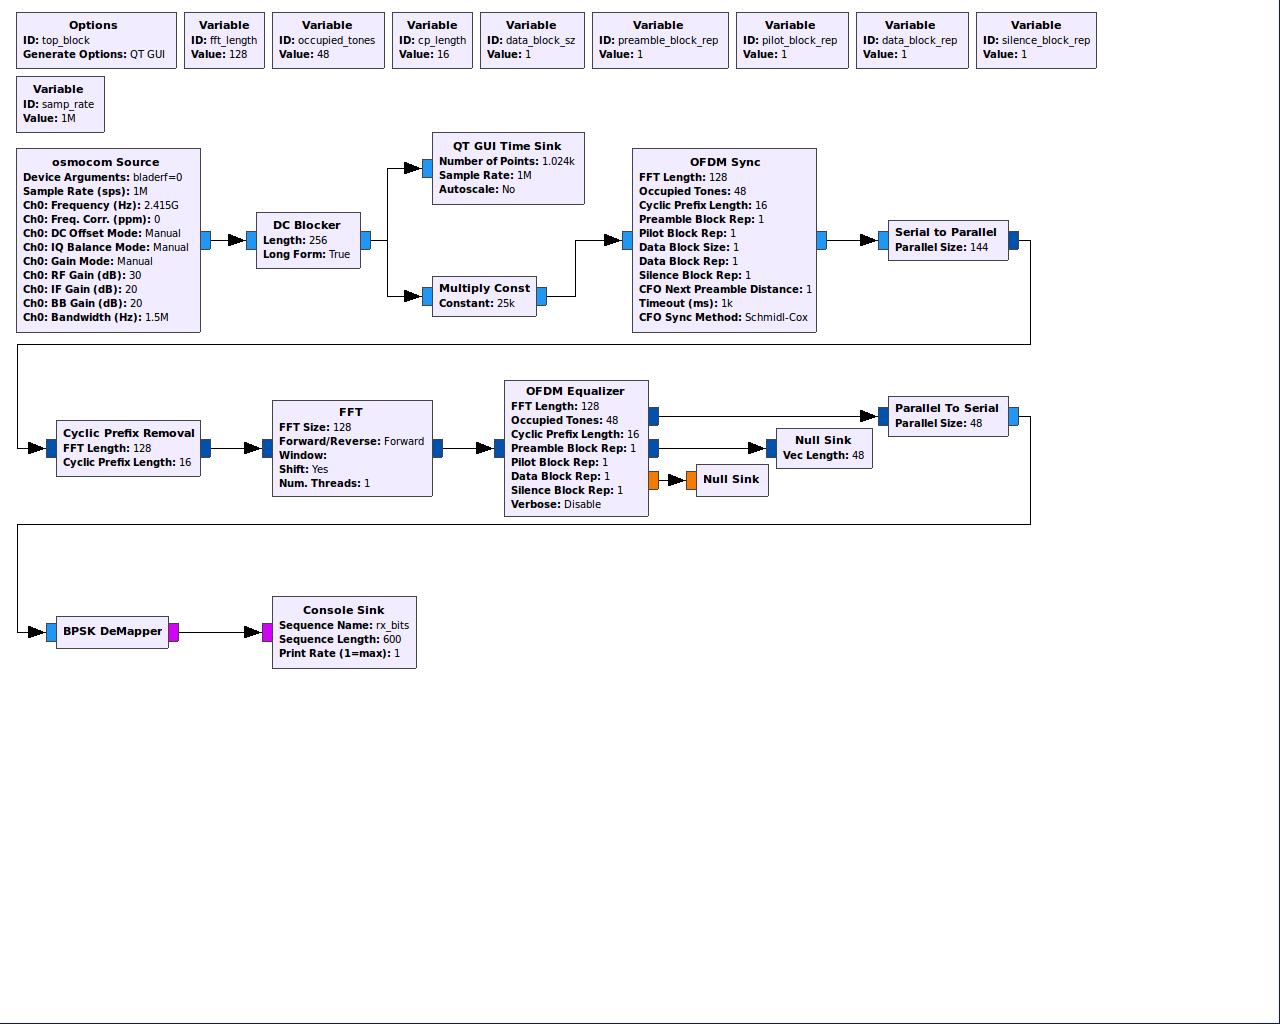 Options
ID: top_block
Generate Options: QT GUI
Variable
ID: fft_length
Value: 128
Variable
ID: occupied_tones
Value: 48
Variable
ID: cp_length
Value: 16
Variable
ID: data_block_sz
Value: 1
Variable
ID: preamble_block_rep
Value: 1
Variable
ID: pilot_block_rep
Value: 1
Variable
ID: data_block_rep
Value: 1
Variable
ID: silence_block_rep
Value: 1
Variable
ID: samp_rate
Value: 1M
osmocom Source
Device Arguments: bladerf=0
Sample Rate (sps): 1M
Ch0: Frequency (Hz): 2.415G
Ch0: Freq. Corr. (ppm): 0
Ch0: DC Offset Mode: Manual
Ch0: IQ Balance Mode: Manual
Ch0: Gain Mode: Manual
Ch0: RF Gain (dB): 30
Ch0: IF Gain (dB): 20
Ch0: BB Gain (dB): 20
Ch0: Bandwidth (Hz): 1.5M
DC Blocker
Length: 256
Long Form: True
QT GUI Time Sink
Number of Points: 1.024k
Sample Rate: 1M
Autoscale: No
Multiply Const
Constant: 25k
OFDM Sync
FFT Length: 128
Occupied Tones: 48
Cyclic Prefix Length: 16
Preamble Block Rep: 1
Pilot Block Rep: 1
Data Block Size: 1
Data Block Rep: 1
Silence Block Rep: 1
CFO Next Preamble Distance: 1
Timeout (ms): 1k
CFO Sync Method: Schmidl-Cox
Serial to Parallel
Parallel Size: 144
Cyclic Prefix Removal
FFT Length: 128
Cyclic Prefix Length: 16
FFT
FFT Size: 128
Forward/Reverse: Forward
Window:
Shift: Yes
Num. Threads: 1
OFDM Equalizer
FFT Length: 128
Occupied Tones: 48
Cyclic Prefix Length: 16
Preamble Block Rep: 1
Pilot Block Rep: 1
Data Block Rep: 1
Silence Block Rep: 1
Verbose: Disable
Parallel To Serial
Parallel Size: 48
Null Sink
Vec Length: 48
Null Sink
BPSK DeMapper
Console Sink
Sequence Name: rx_bits
Sequence Length: 600
Print Rate (1=max): 1